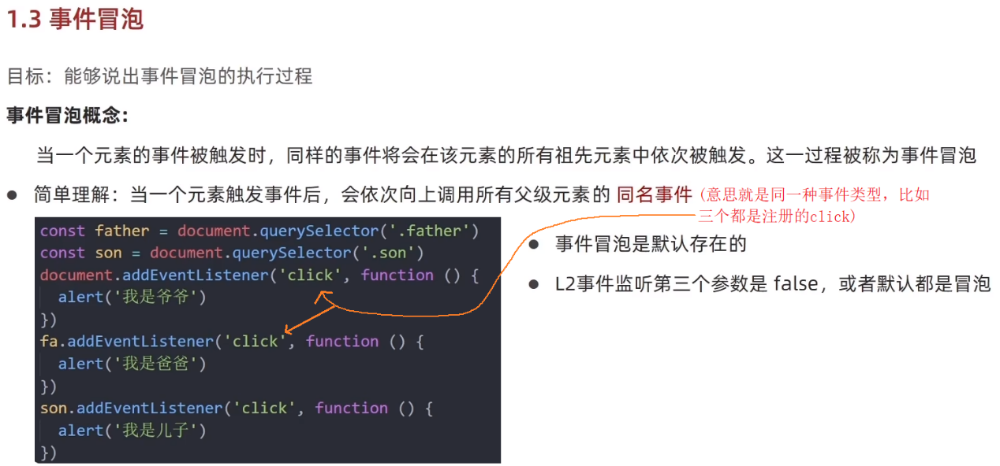 1.3 事件冒泡
目标：能够说出事件冒泡的执行过程
事件冒泡概念:
当一个元素的事件被触发时，同样的事件将会在该元素的所有祖先元素中依次被触发。这一过程被称为事件冒泡
● 简单理解：当一个元素触发事件后，会依次向上调用所有父级元素的 同名事件 (意思就是同一种事件类型，比如
三个都是注册的click)
const father = document.querySelector('.father')
const son = document.querySelector('.son')
document.addEventListener('click', function () {
alert('我是爷爷')
})
fa.addEventListener('click', function () {
alert('我是爸爸')
})
son.addEventListener('click', function () {
alert('我是儿子')
})
● 事件冒泡是默认存在的
● L2事件监听第三个参数是 false，或者默认都是冒泡